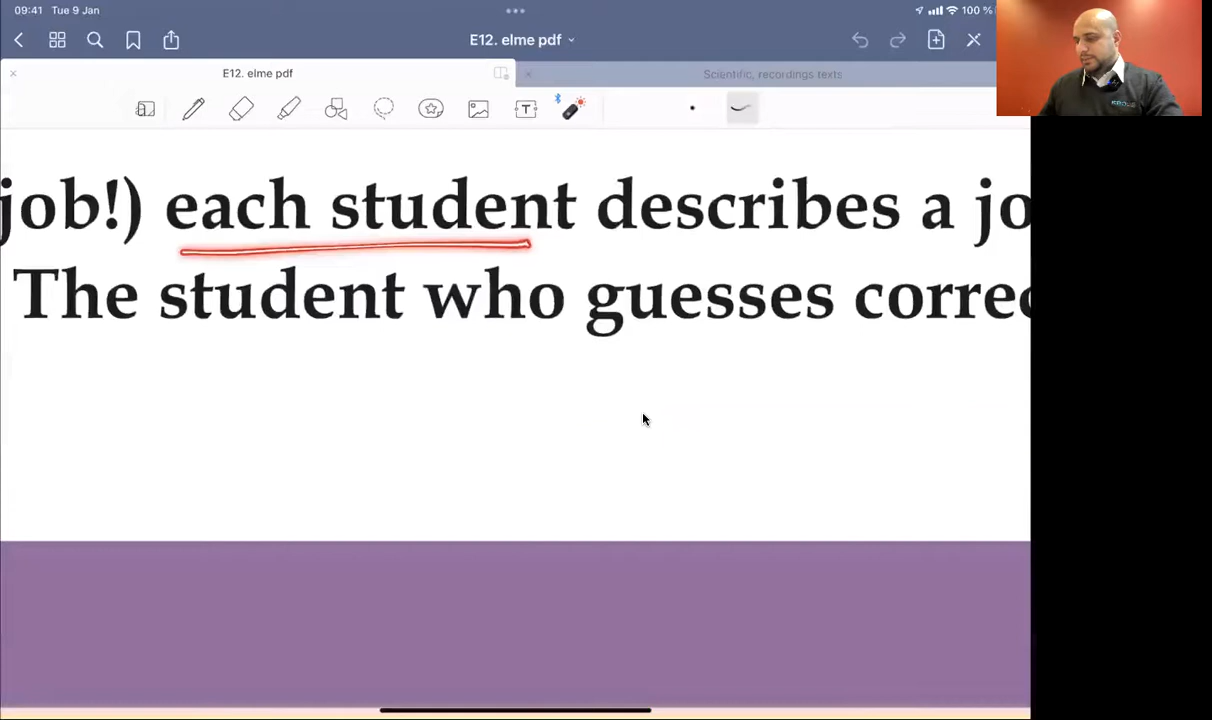 09:41 Tue 9 Jan
100 %
E12. elme pdf
E12. elme pdf
Scientific, recordings texts
job!) each student describes a jo
The student who guesses correc